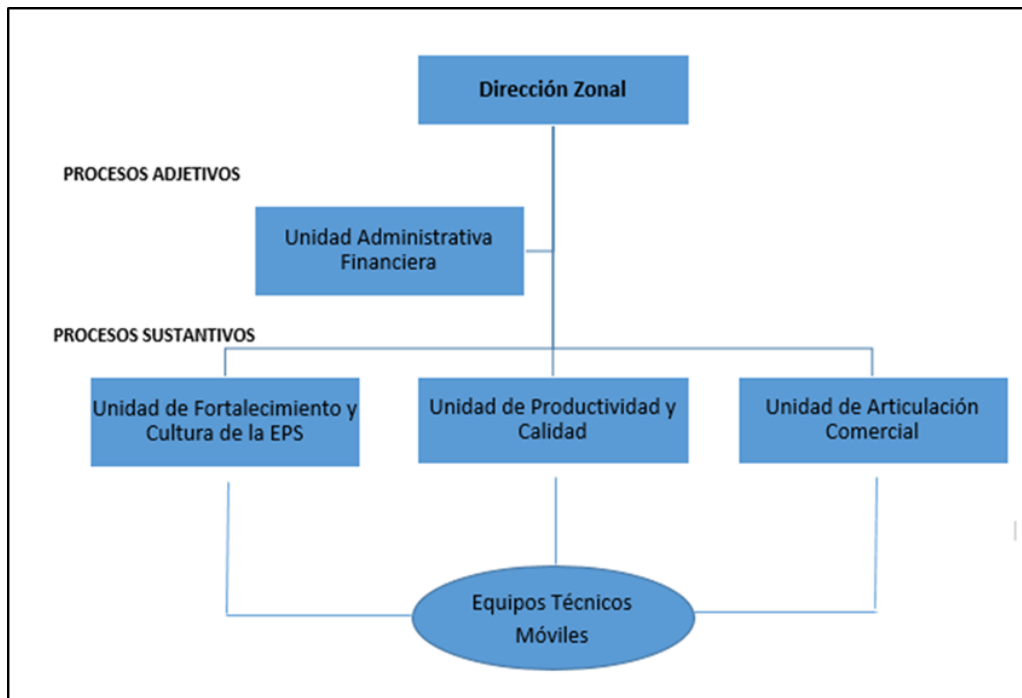 Dirección Zonal
PROCESOS ADJETIVOS
Unidad Administrativa
Financiera
PROCESOS SUSTANTIVOS
Unidad de Fortalecimiento y
Cultura de la EPS
Unidad de Productividad y
Calidad
Unidad de Articulación
Comercial
Equipos Técnicos
Móviles